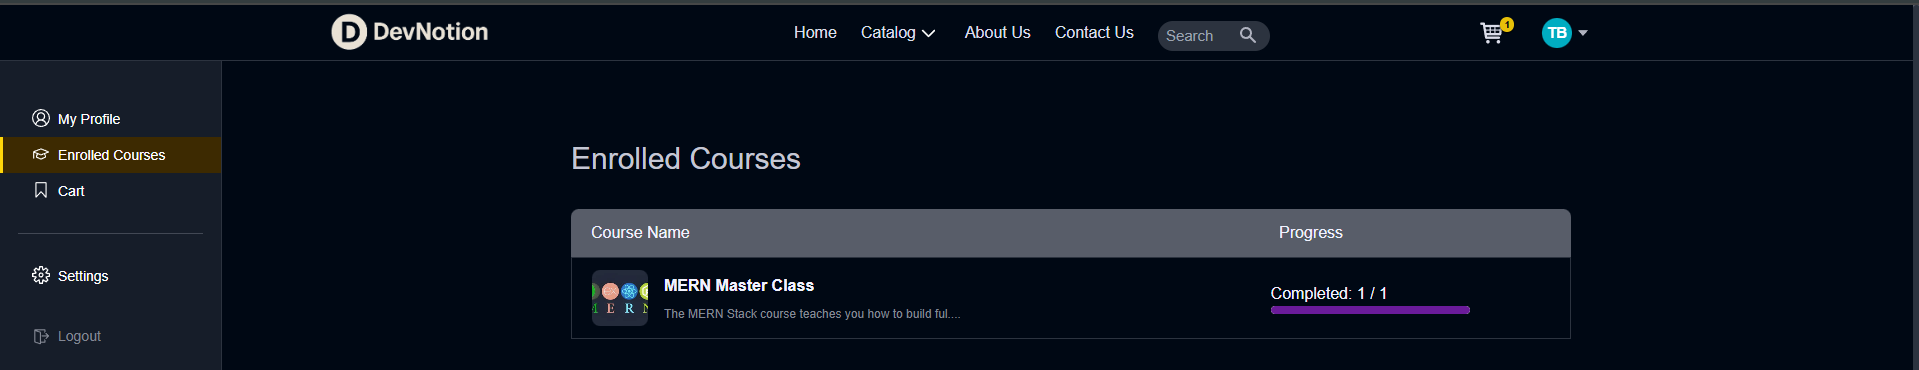 D DevNotion
Home Catalog About Us Contact Us Search 1 TB
My Profile
Enrolled Courses
Cart
Settings
Logout
Enrolled Courses
Course Name Progress
M E R N
MERN Master Class
The MERN Stack course teaches you how to build ful....
Completed: 1 / 1